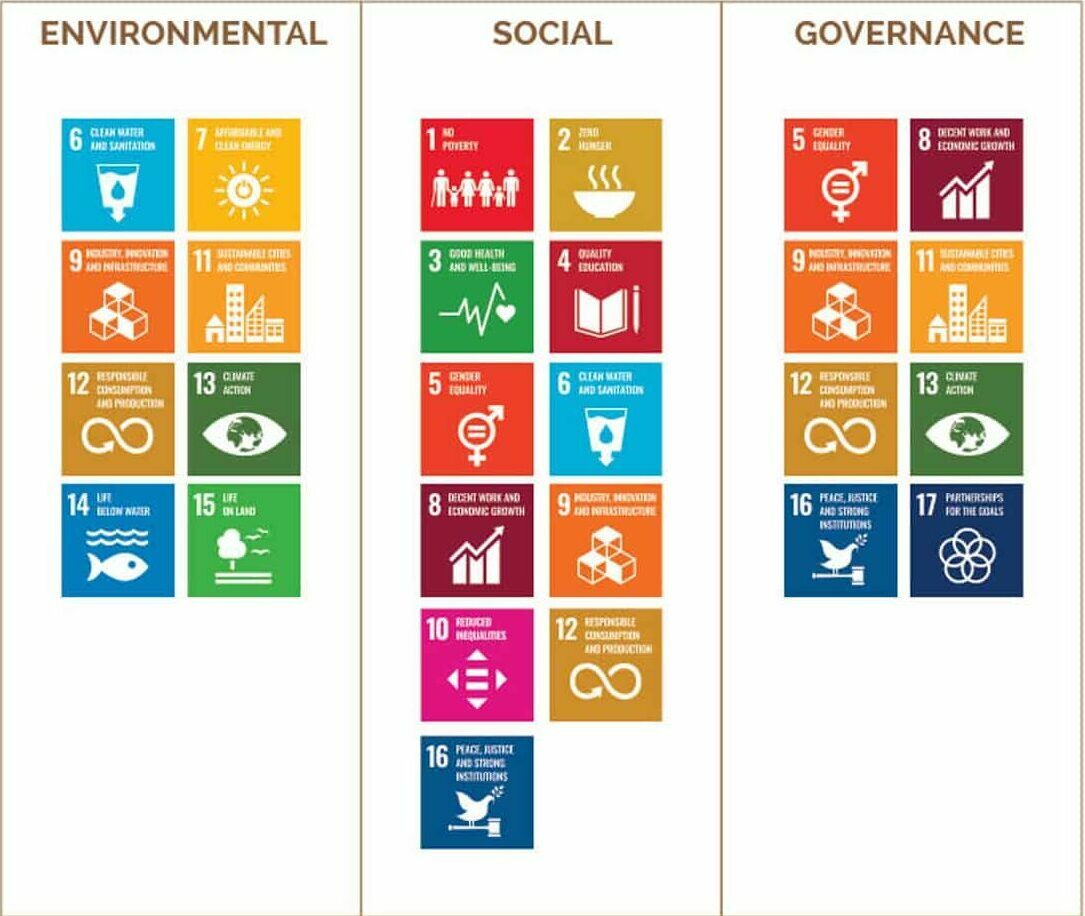 ENVIRONMENTAL
6 CLEAN WATER
AND SANITATION
7 AFFORDABLE AND
CLEAN ENERGY
9 INDUSTRY, INNOVATION
AND INFRASTRUCTURE
11 SUSTAINABLE CITIES
AND COMMUNITIES
12 RESPONSIBLE
CONSUMPTION
AND PRODUCTION
13 CLIMATE
ACTION
14 LIFE
BELOW WATER
15 LIFE
ON LAND
SOCIAL
1 NO
POVERTY
2 ZERO
HUNGER
3 GOOD HEALTH
AND WELL-BEING
4 QUALITY
EDUCATION
5 GENDER
EQUALITY
6 CLEAN WATER
AND SANITATION
8 DECENT WORK AND
ECONOMIC GROWTH
9 INDUSTRY, INNOVATION
AND INFRASTRUCTURE
10 REDUCED
INEQUALITIES
12 RESPONSIBLE
CONSUMPTION
AND PRODUCTION
16 PEACE, JUSTICE
AND STRONG
INSTITUTIONS
GOVERNANCE
5 GENDER
EQUALITY
8 DECENT WORK AND
ECONOMIC GROWTH
9 INDUSTRY, INNOVATION
AND INFRASTRUCTURE
11 SUSTAINABLE CITIES
AND COMMUNITIES
12 RESPONSIBLE
CONSUMPTION
AND PRODUCTION
13 CLIMATE
ACTION
16 PEACE, JUSTICE
AND STRONG
INSTITUTIONS
17 PARTNERSHIPS
FOR THE GOALS